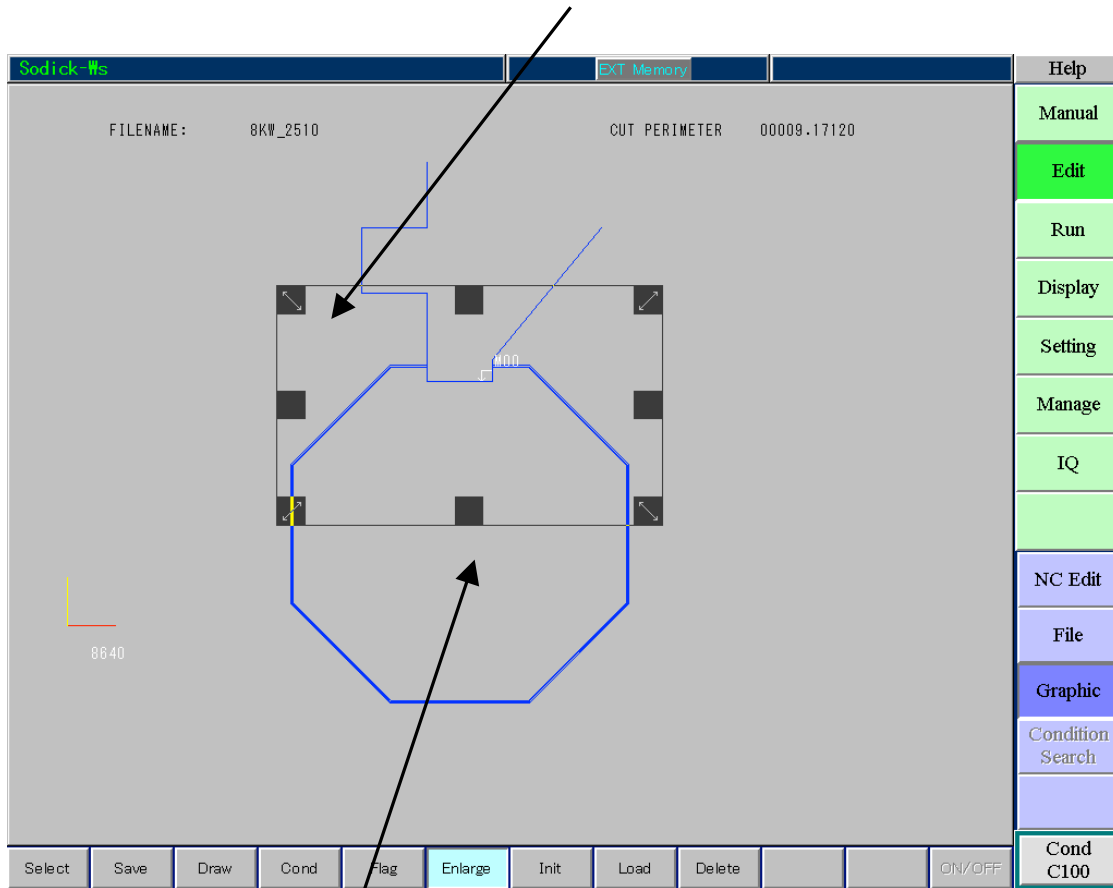 Sodick-Ws
EXT Memory
Help
FILENAME: 8KW_2510
CUT PERIMETER 00009.17120
Manual
Edit
Run
Display
Setting
Manage
IQ
M00
8640
NC Edit
File
Graphic
Condition
Search
Select Save Draw Cond Flag Enlarge Init Load Delete ON/OFF
Cond
C100